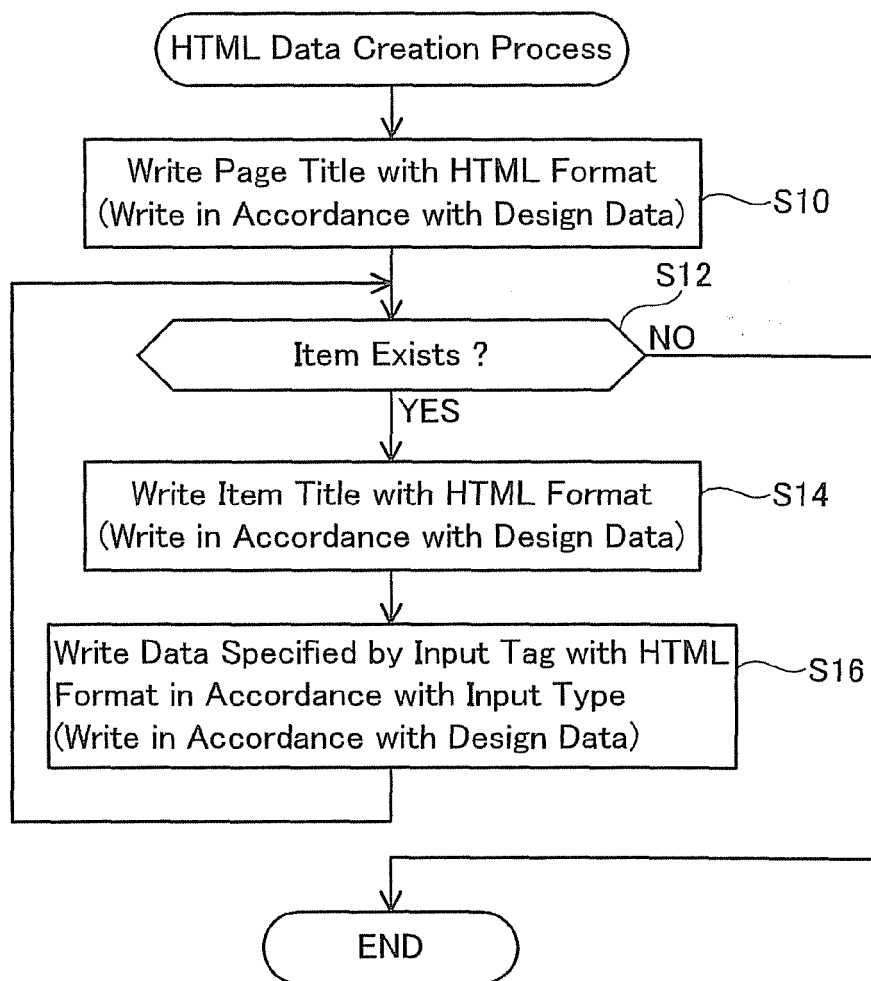 HTML Data Creation Process
Write Page Title with HTML Format
(Write in Accordance with Design Data)
S10
S12
Item Exists ?
NO
YES
Write Item Title with HTML Format
(Write in Accordance with Design Data)
S14
Write Data Specified by Input Tag with HTML
Format in Accordance with Input Type
(Write in Accordance with Design Data)
S16
END